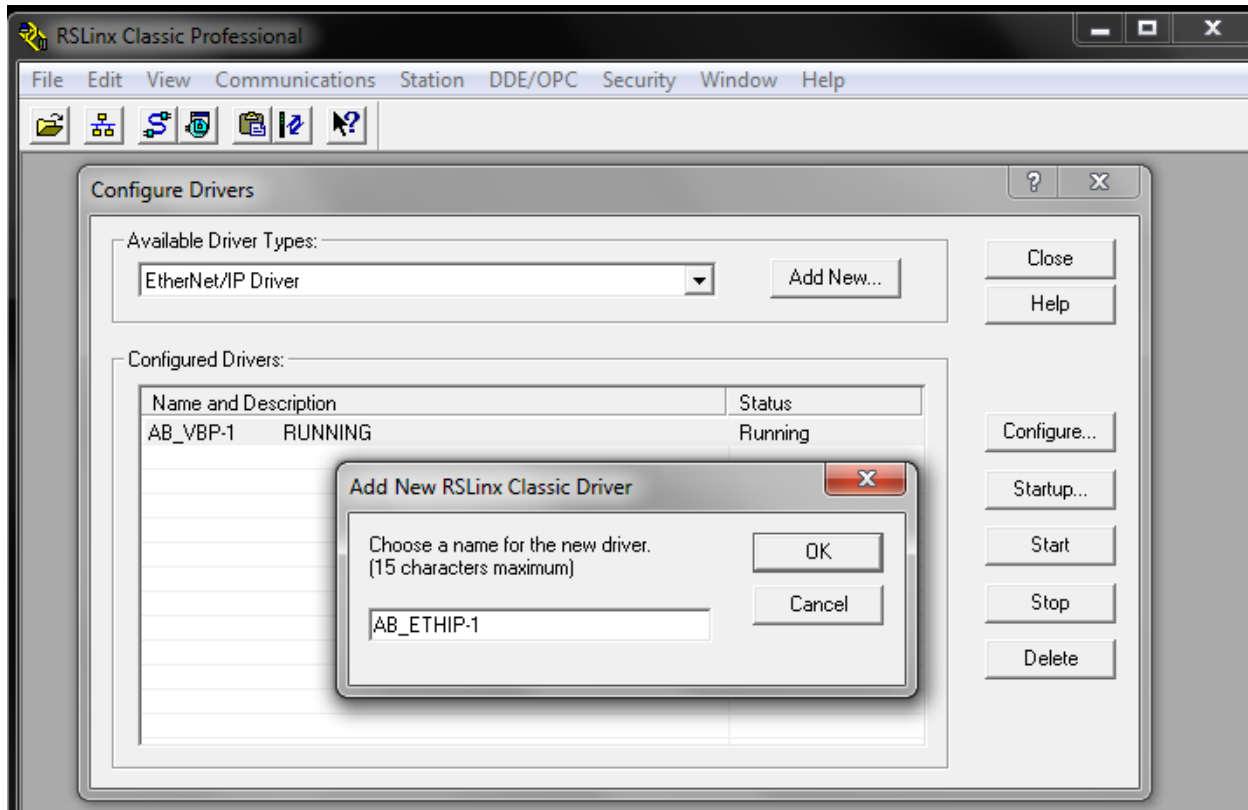 RSLinx Classic Professional
File Edit View Communications Station DDE/OPC Security Window Help
Configure Drivers
Available Driver Types:
EtherNet/IP Driver
Add New...
Close
Help
Configured Drivers:
Name and Description Status
AB_VBP-1 RUNNING Running
Configure...
Startup...
Start
Stop
Delete
Add New RSLinx Classic Driver
Choose a name for the new driver.
(15 characters maximum)
OK
Cancel
AB_ETHIP-1